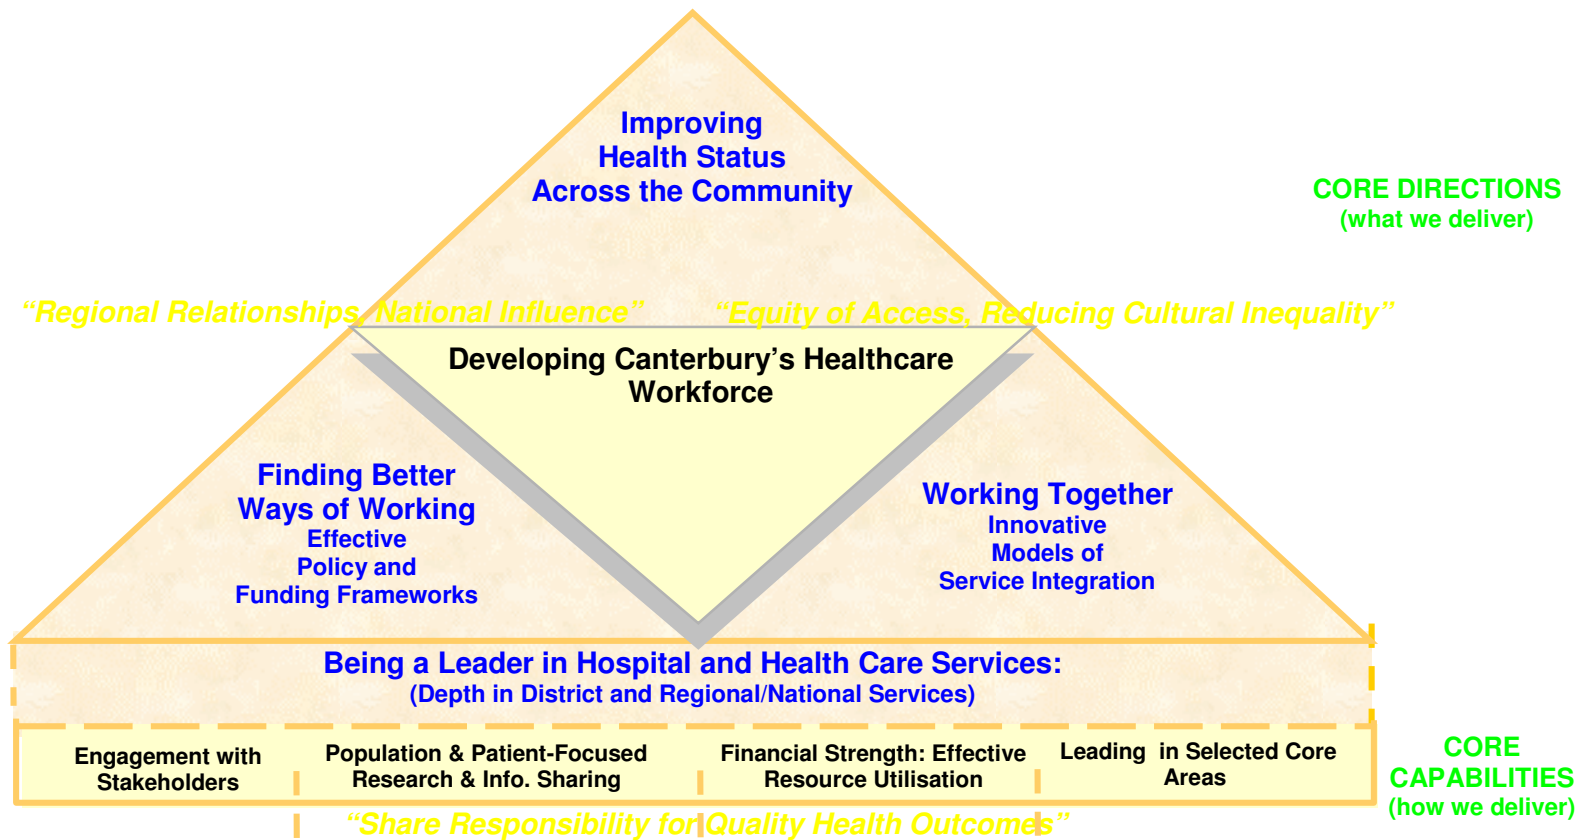 Improving
Health Status
Across the Community
CORE DIRECTIONS
(what we deliver)
“Regional Relationships, National Influence”
“Equity of Access, Reducing Cultural Inequality”
Developing Canterbury’s Healthcare
Workforce
Finding Better
Ways of Working
Effective
Policy and
Funding Frameworks
Working Together
Innovative
Models of
Service Integration
Being a Leader in Hospital and Health Care Services:
(Depth in District and Regional/National Services)
Engagement with
Stakeholders
Population & Patient-Focused
Research & Info. Sharing
Financial Strength: Effective
Resource Utilisation
Leading in Selected Core
Areas
CORE
CAPABILITIES
(how we deliver)
“Share Responsibility for Quality Health Outcomes”